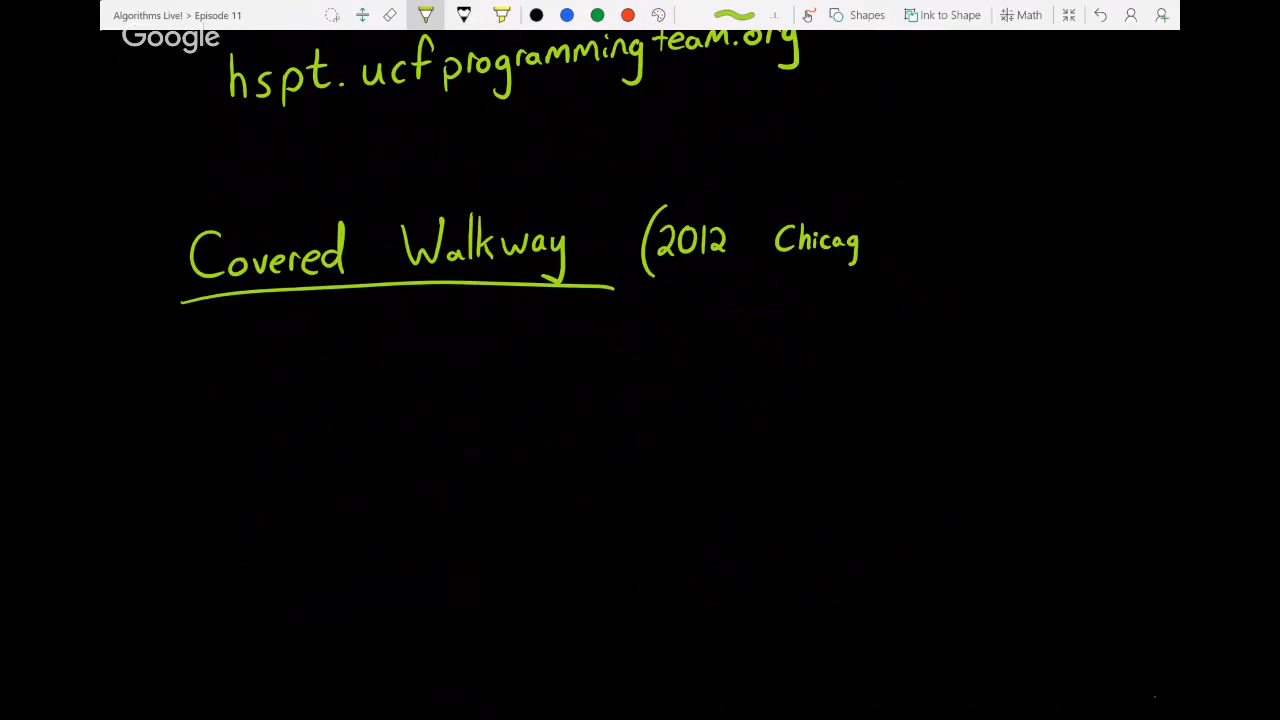 Algorithms Live! > Episode 11
Shapes
Ink to Shape
Math
Google
hspt.ucfprogrammingteam.org
Covered Walkway (2012 Chicag